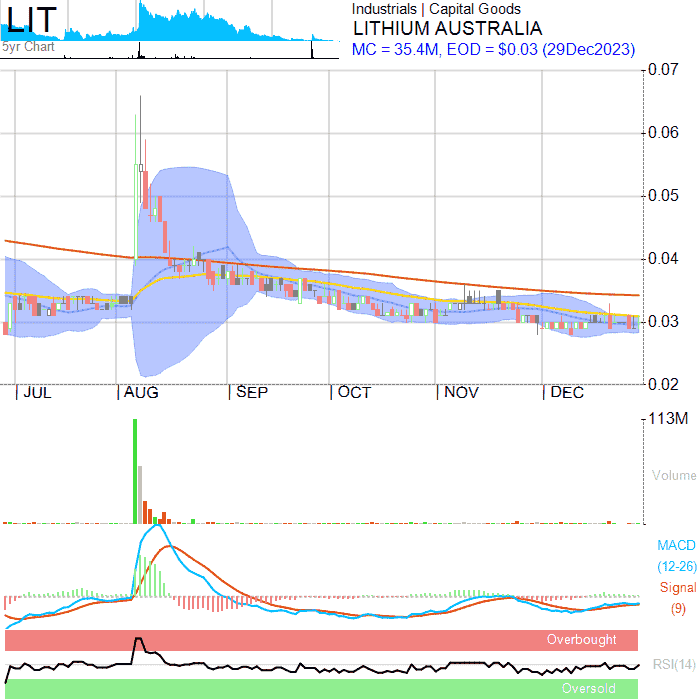 LIT
5yr Chart
Industrials | Capital Goods
LITHIUM AUSTRALIA
MC = 35.4M, EOD = $0.03 (29Dec2023)
0.07
0.06
0.05
0.04
0.03
0.02
JUL AUG SEP OCT NOV DEC
113M
Volume
MACD
(12-26)
Signal
(9)
Overbought
RSI(14)
Oversold